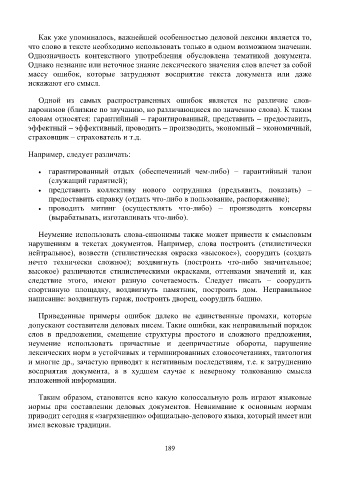 Как уже упоминалось, важнейшей особенностью деловой лексики является то,
что слово в тексте необходимо использовать только в одном возможном значении.
Однозначность контекстного употребления обусловлена тематикой документа.
Однако незнание или неточное знание лексического значения слов влечет за собой
массу ошибок, которые затрудняют восприятие текста документа или даже
искажают его смысл.
Одной из самых распространенных ошибок является не различие слов-
паронимов (близкие по звучанию, но различающиеся по значению слова). К таким
словам относятся: гарантийный – гарантированный, представить – предоставить,
эффектный – эффективный, проводить – производить, экономный – экономичный,
страховщик – страхователь и т.д.
Например, следует различать:
• гарантированный отдых (обеспеченный чем-либо) – гарантийный талон
(служащий гарантией);
• представить коллективу нового сотрудника (предъявить, показать) –
предоставить справку (отдать что-либо в пользование, распоряжение);
• проводить митинг (осуществлять что-либо) – производить консервы
(вырабатывать, изготавливать что-либо).
Неумение использовать слова-синонимы также может привести к смысловым
нарушениям в текстах документов. Например, слова построить (стилистически
нейтральное), возвести (стилистическая окраска «высокое»), соорудить (создать
нечто технически сложное); воздвигнуть (построить что-либо значительное;
высокое) различаются стилистическими окрасками, оттенками значений и, как
следствие этого, имеют разную сочетаемость. Следует писать – соорудить
спортивную площадку, воздвигнуть памятник, построить дом. Неправильное
написание: воздвигнуть гараж, построить дворец, соорудить башню.
Приведенные примеры ошибок далеко не единственные промахи, которые
допускают составители деловых писем. Такие ошибки, как неправильный порядок
слов в предложении, смещение структуры простого и сложного предложения,
неумение использовать причастные и деепричастные обороты, нарушение
лексических норм в устойчивых и терминированных словосочетаниях, тавтология
и многие др., зачастую приводят к негативным последствиям, т.е. к затруднению
восприятия документа, а в худшем случае к неверному толкованию смысла
изложенной информации.
Таким образом, становится ясно какую колоссальную роль играют языковые
нормы при составлении деловых документов. Невнимание к основным нормам
приводит сегодня к «загрязнению» официально-делового языка, который имеет или
имел вековые традиции.
189